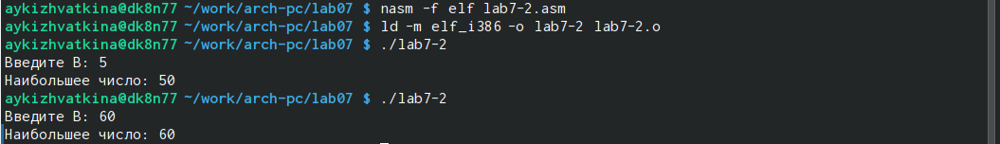 aykizhvatkina@dk8n77 ~/work/arch-pc/lab07 $ nasm -f elf lab7-2.asm
aykizhvatkina@dk8n77 ~/work/arch-pc/lab07 $ ld -m elf_i386 -o lab7-2 lab7-2.o
aykizhvatkina@dk8n77 ~/work/arch-pc/lab07 $ ./lab7-2
Введите B: 5
Наибольшее число: 50
aykizhvatkina@dk8n77 ~/work/arch-pc/lab07 $ ./lab7-2
Введите B: 60
Наибольшее число: 60